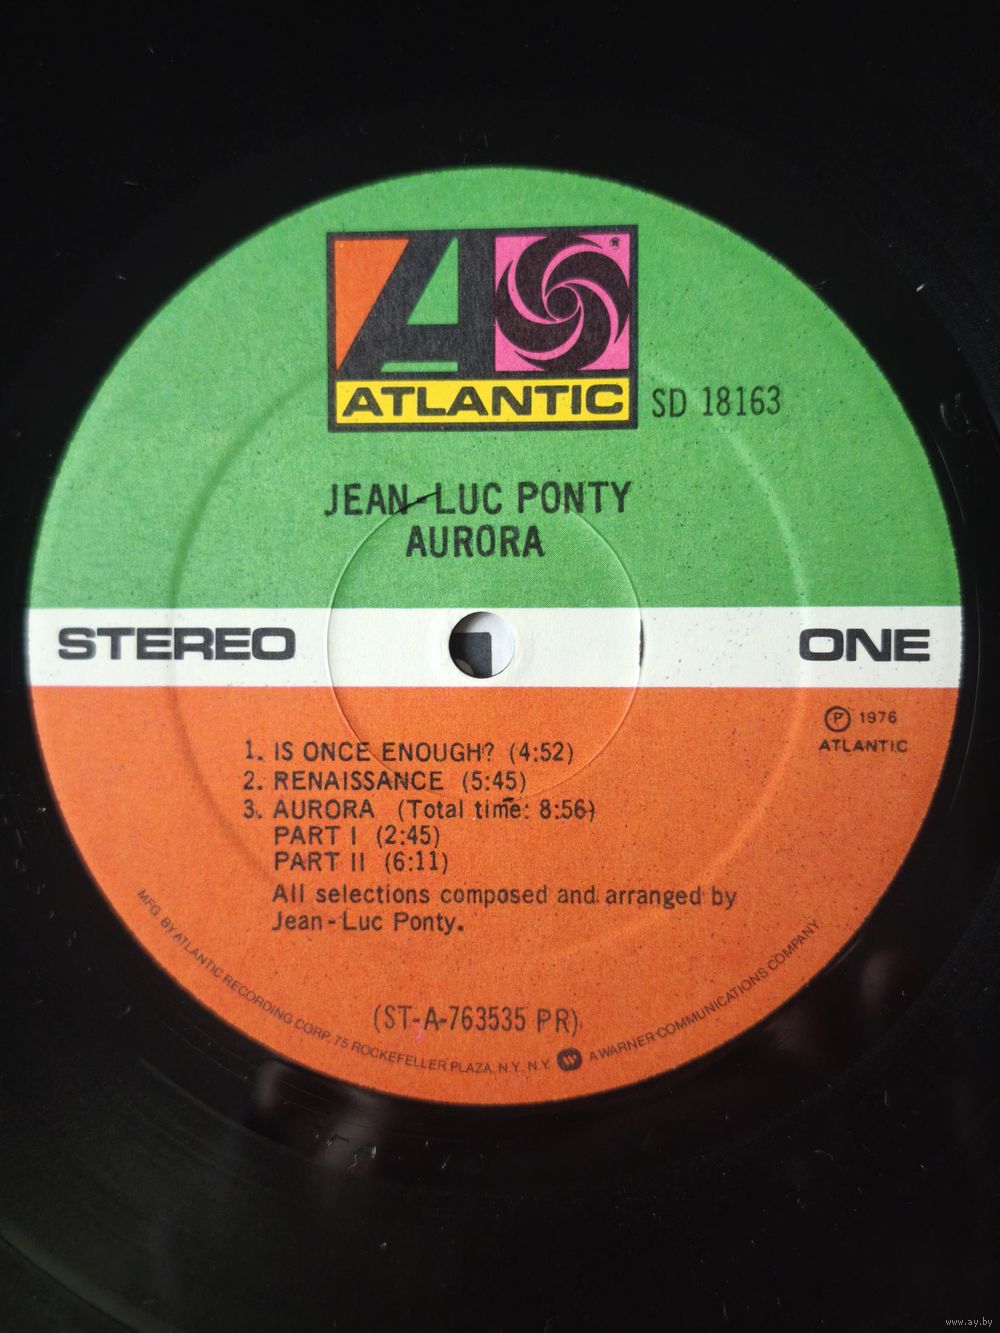 ATLANTIC
®
SD 18163
JEAN-LUC PONTY
AURORA
STEREO
ONE
Ⓟ 1976
ATLANTIC
1. IS ONCE ENOUGH? (4:52)
2. RENAISSANCE (5:45)
3. AURORA (Total time: 8:56)
PART I (2:45)
PART II (6:11)
All selections composed and arranged by
Jean-Luc Ponty.
(ST-A-763535 PR)
MFG. BY ATLANTIC RECORDING CORP. 75 ROCKEFELLER PLAZA, N.Y. N.Y. A WARNER COMMUNICATIONS COMPANY
www.ay.by